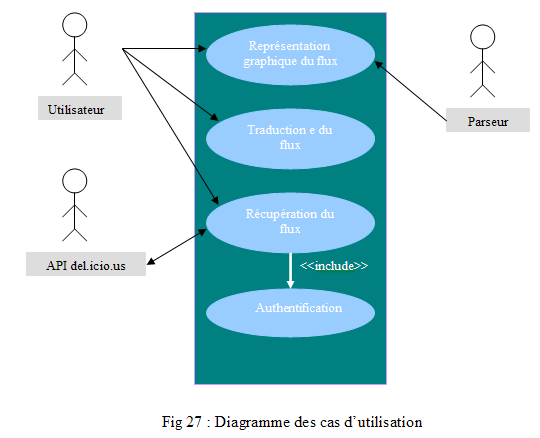 Représentation
graphique du flux
Utilisateur
Parseur
Traduction e du
flux
Récupération du
flux
API del.icio.us
<<include>>
Authentification
Fig 27 : Diagramme des cas d’utilisation